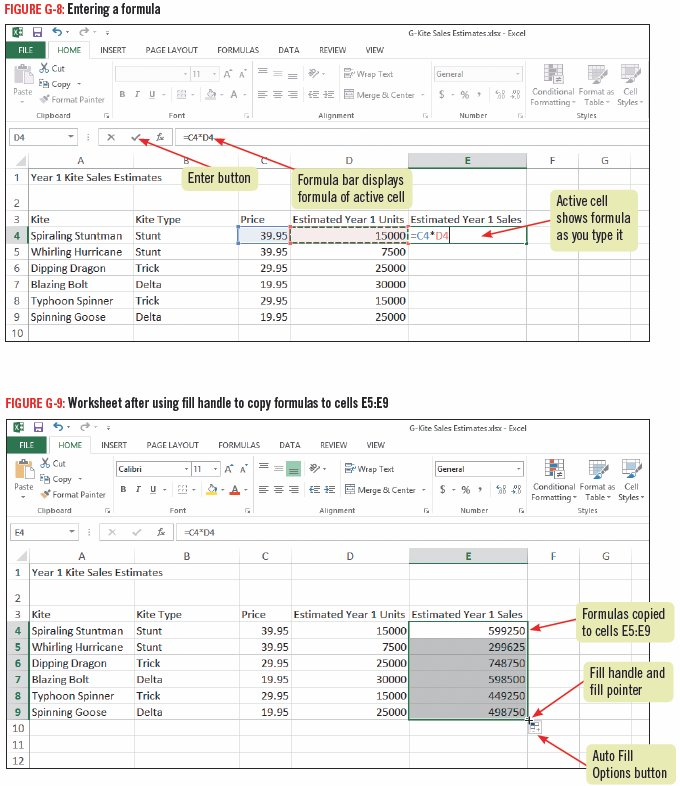 FIGURE G-8: Entering a formula
G-Kite Sales Estimates.xlsx - Excel
FILE HOME INSERT PAGE LAYOUT FORMULAS DATA REVIEW VIEW
Cut
Copy
Format Painter
Paste
11 A A
B I U A
Wrap Text
Merge & Center
General
$ % ,
Conditional Formatting
Format as Table
Cell Styles
Clipboard Font Alignment Number Styles
D4 fx =C4*D4
A B C D E F G
Enter button
Formula bar displays
formula of active cell
Active cell
shows formula
as you type it
1 Year 1 Kite Sales Estimates
2
3 Kite Kite Type Price Estimated Year 1 Units Estimated Year 1 Sales
4 Spiraling Stuntman Stunt 39.95 15000 =C4*D4
5 Whirling Hurricane Stunt 39.95 7500
6 Dipping Dragon Trick 29.95 25000
7 Blazing Bolt Delta 19.95 30000
8 Typhoon Spinner Trick 29.95 15000
9 Spinning Goose Delta 19.95 25000
10
FIGURE G-9: Worksheet after using fill handle to copy formulas to cells E5:E9
G-Kite Sales Estimates.xlsx - Excel
FILE HOME INSERT PAGE LAYOUT FORMULAS DATA REVIEW VIEW
Cut
Copy
Format Painter
Paste
Calibri 11 A A
B I U A
Wrap Text
Merge & Center
General
$ % ,
Conditional Formatting
Format as Table
Cell Styles
Clipboard Font Alignment Number Styles
E4 fx =C4*D4
A B C D E F G
1 Year 1 Kite Sales Estimates
2
3 Kite Kite Type Price Estimated Year 1 Units Estimated Year 1 Sales
4 Spiraling Stuntman Stunt 39.95 15000 599250
5 Whirling Hurricane Stunt 39.95 7500 299625
6 Dipping Dragon Trick 29.95 25000 748750
7 Blazing Bolt Delta 19.95 30000 598500
8 Typhoon Spinner Trick 29.95 15000 449250
9 Spinning Goose Delta 19.95 25000 498750
10
11
12
Formulas copied
to cells E5:E9
Fill handle and
fill pointer
Auto Fill
Options button